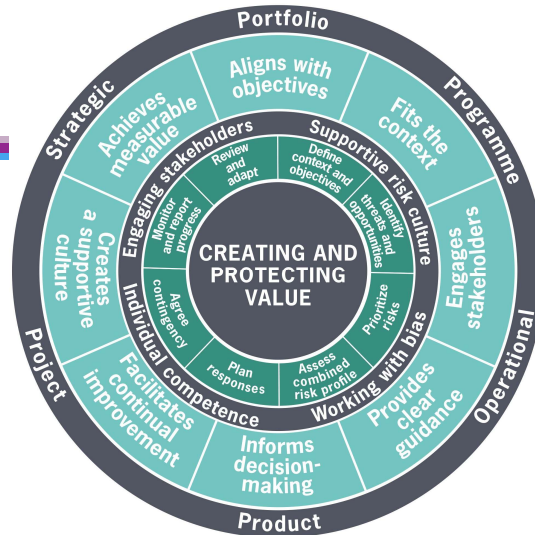 Portfolio
Programme
Operational
Product
Project
Strategic
Aligns with
objectives
Fits the
context
Engages
stakeholders
Provides
clear
guidance
Informs
decision-
making
Facilitates
continual
improvement
Creates
a supportive
culture
Achieves
measurable
value
Supportive risk culture
Working with bias
Individual competence
Engaging stakeholders
Define
context and
objectives
Identify
threats and
opportunities
Prioritize
risks
Assess
combined
risk profile
Plan
responses
Agree
contingency
Monitor
and report
progress
Review
and
adapt
CREATING AND
PROTECTING
VALUE